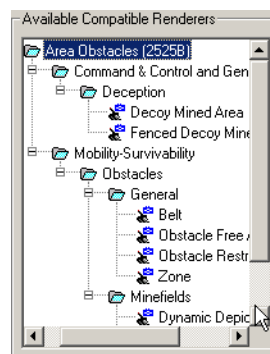 Available Compatible Renderers
Area Obstacles (2525B)
Command & Control and Gen
Deception
Decoy Mined Area
Fenced Decoy Mine
Mobility-Survivability
Obstacles
General
Belt
Obstacle Free
Obstacle Restr
Zone
Minefields
Dynamic Depic